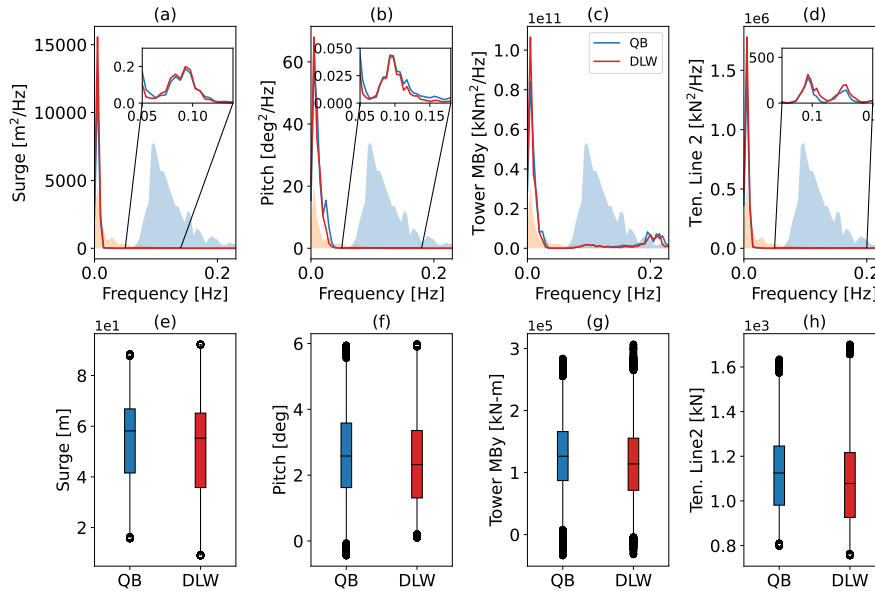 (a) (b) (c) (d)
1e11 1e6
Surge [m²/Hz]
15000
10000
5000
0
0.0 0.2
Frequency [Hz]
0.2
0.0
0.05 0.10
Pitch [deg²/Hz]
60
40
20
0
0.0 0.2
Frequency [Hz]
0.050
0.025
0.000
0.05 0.10
Tower MBy [kNm²/Hz]
1.0
0.8
0.6
0.4
0.2
0.0
0.0 0.2
Frequency [Hz]
QB
DLW
Ten. Line 2 [kN²/Hz]
1.5
1.0
0.5
0.0
0.0 0.2
Frequency [Hz]
500
0
0.1
(e) (f) (g) (h)
1e1 1e5 1e3
Surge [m]
8
6
4
2
QB DLW
Pitch [deg]
6
4
2
0
QB DLW
Tower MBy [kN-m]
3
2
1
0
QB DLW
Ten. Line2 [kN]
1.6
1.4
1.2
1.0
0.8
QB DLW